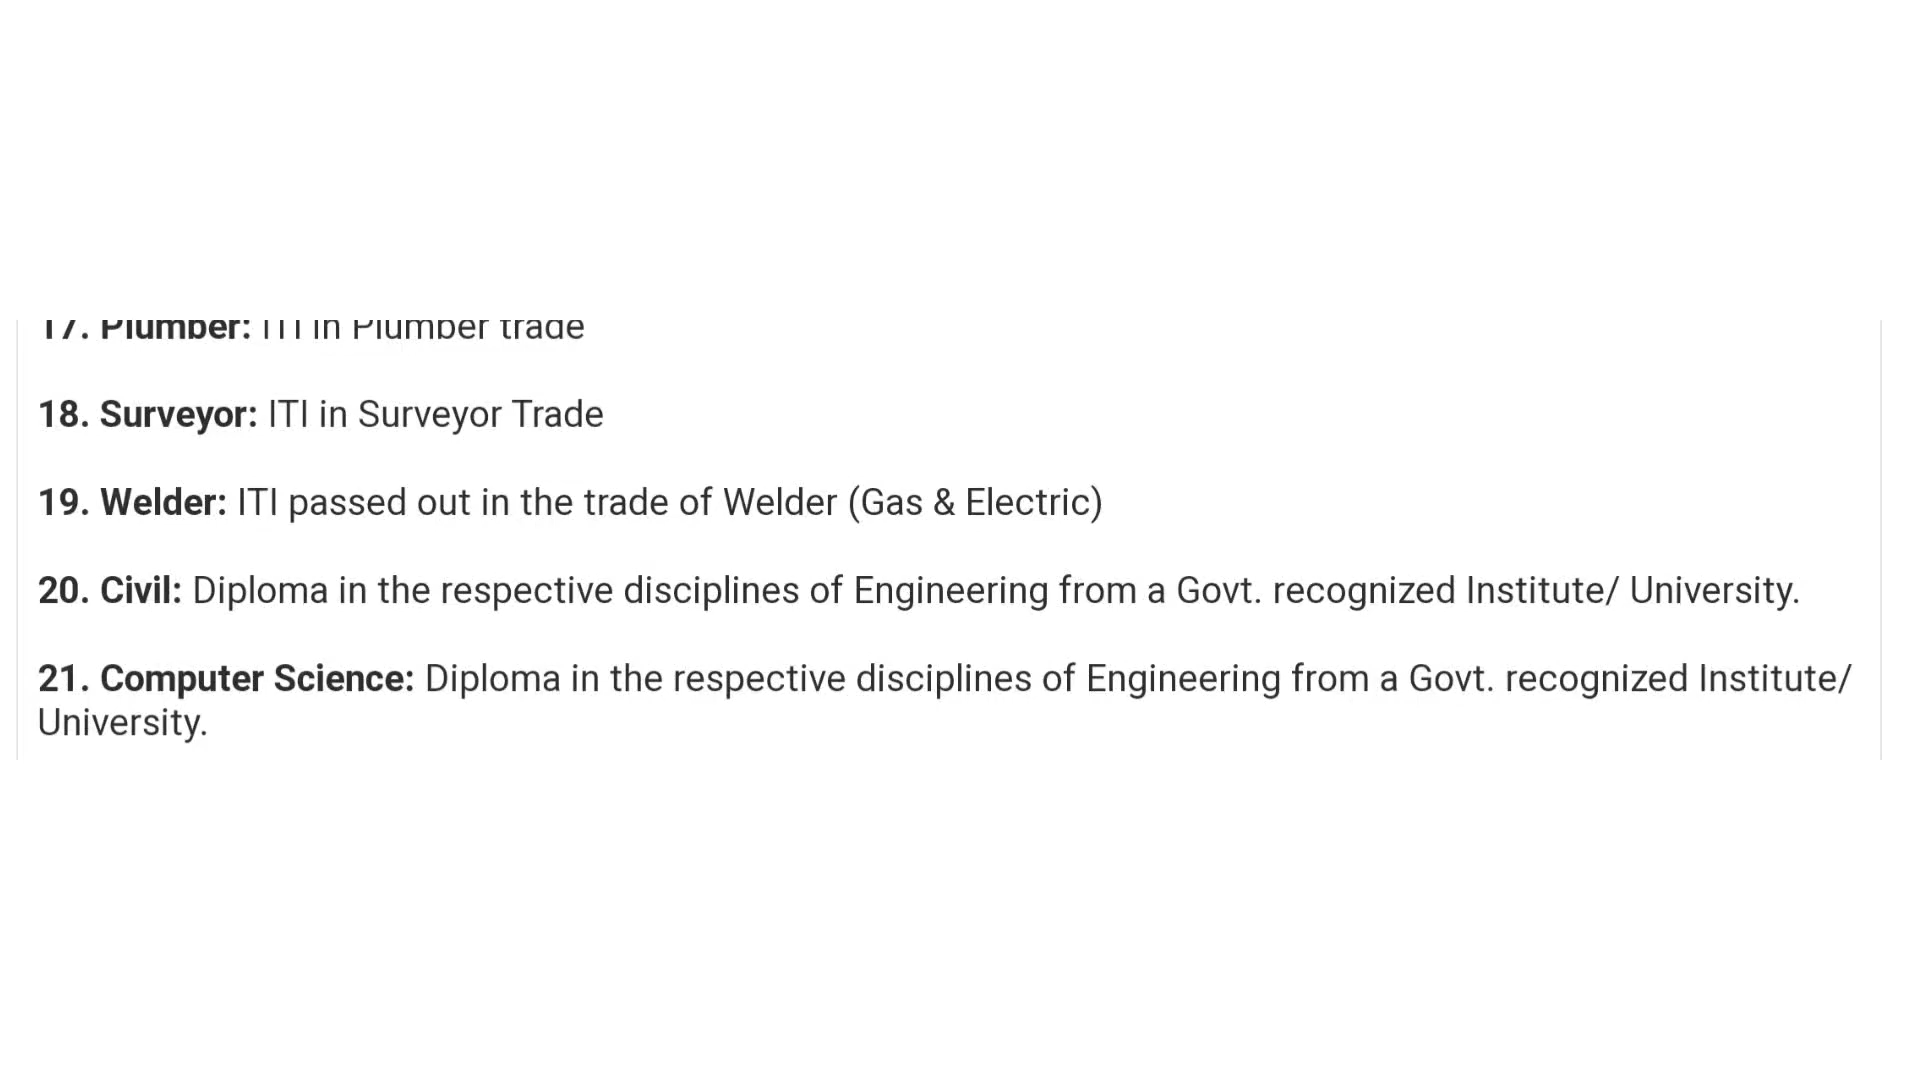 17. Plumber: ITI in Plumber trade
18. Surveyor: ITI in Surveyor Trade
19. Welder: ITI passed out in the trade of Welder (Gas & Electric)
20. Civil: Diploma in the respective disciplines of Engineering from a Govt. recognized Institute/ University.
21. Computer Science: Diploma in the respective disciplines of Engineering from a Govt. recognized Institute/
University.